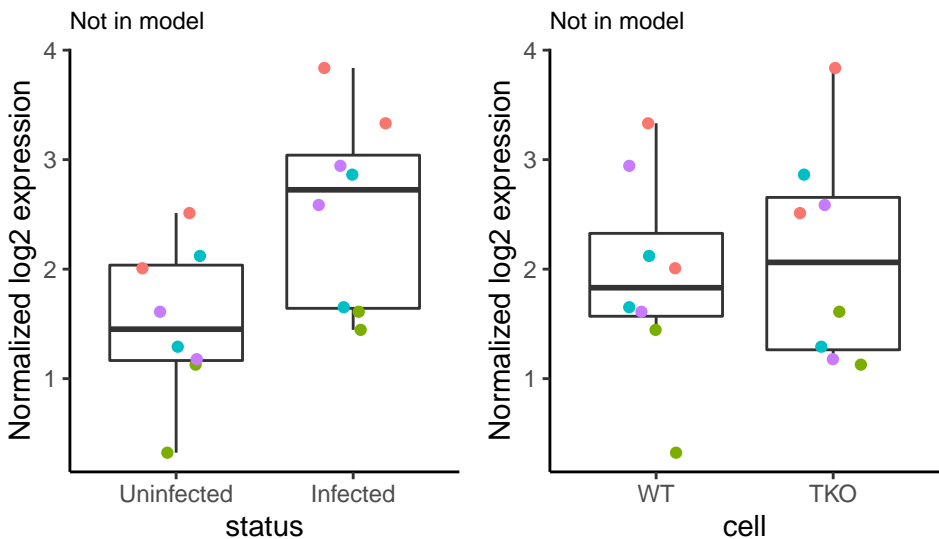 Not in model
Normalized log2 expression
4
3
2
1
Uninfected
Infected
status
Not in model
Normalized log2 expression
4
3
2
1
WT
TKO
cell